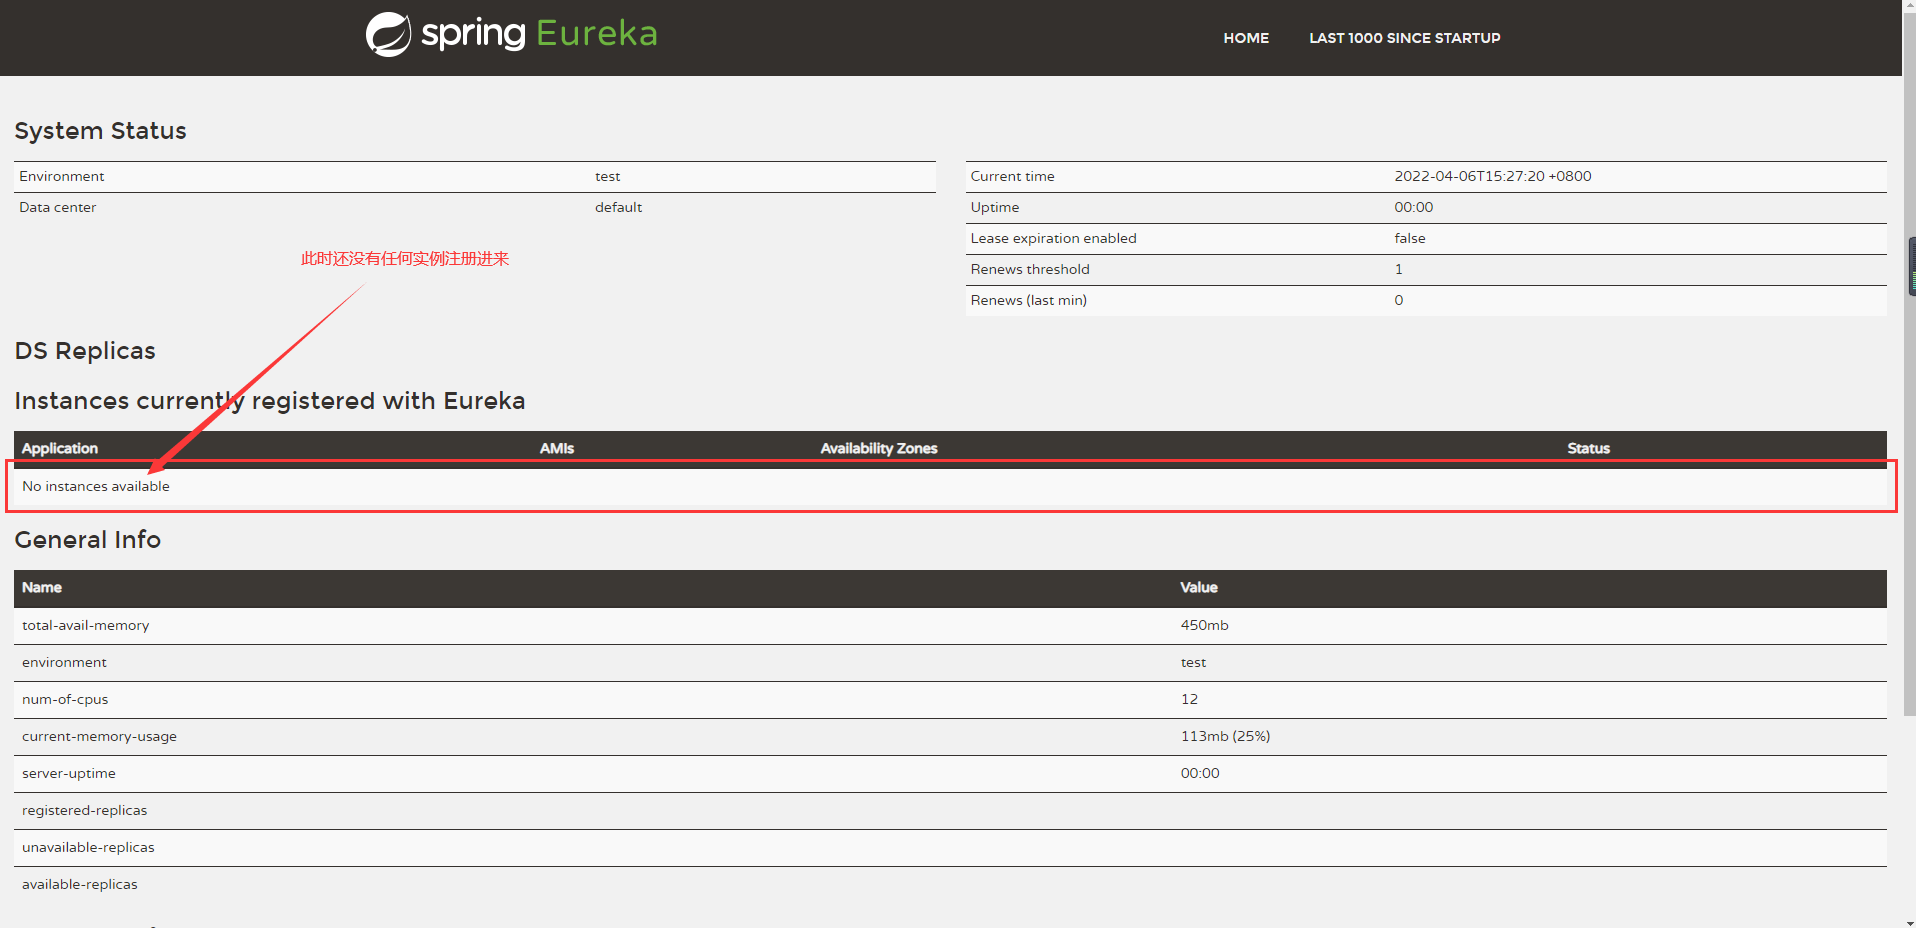 spring Eureka
HOME LAST 1000 SINCE STARTUP
System Status
Environment test
Data center default
Current time 2022-04-06T15:27:20 +0800
Uptime 00:00
Lease expiration enabled false
Renews threshold 1
Renews (last min) 0
此时还没有任何实例注册进来
DS Replicas
Instances currently registered with Eureka
Application AMIs Availability Zones Status
No instances available
General Info
Name Value
total-avail-memory 450mb
environment test
num-of-cpus 12
current-memory-usage 113mb (25%)
server-uptime 00:00
registered-replicas
unavailable-replicas
available-replicas